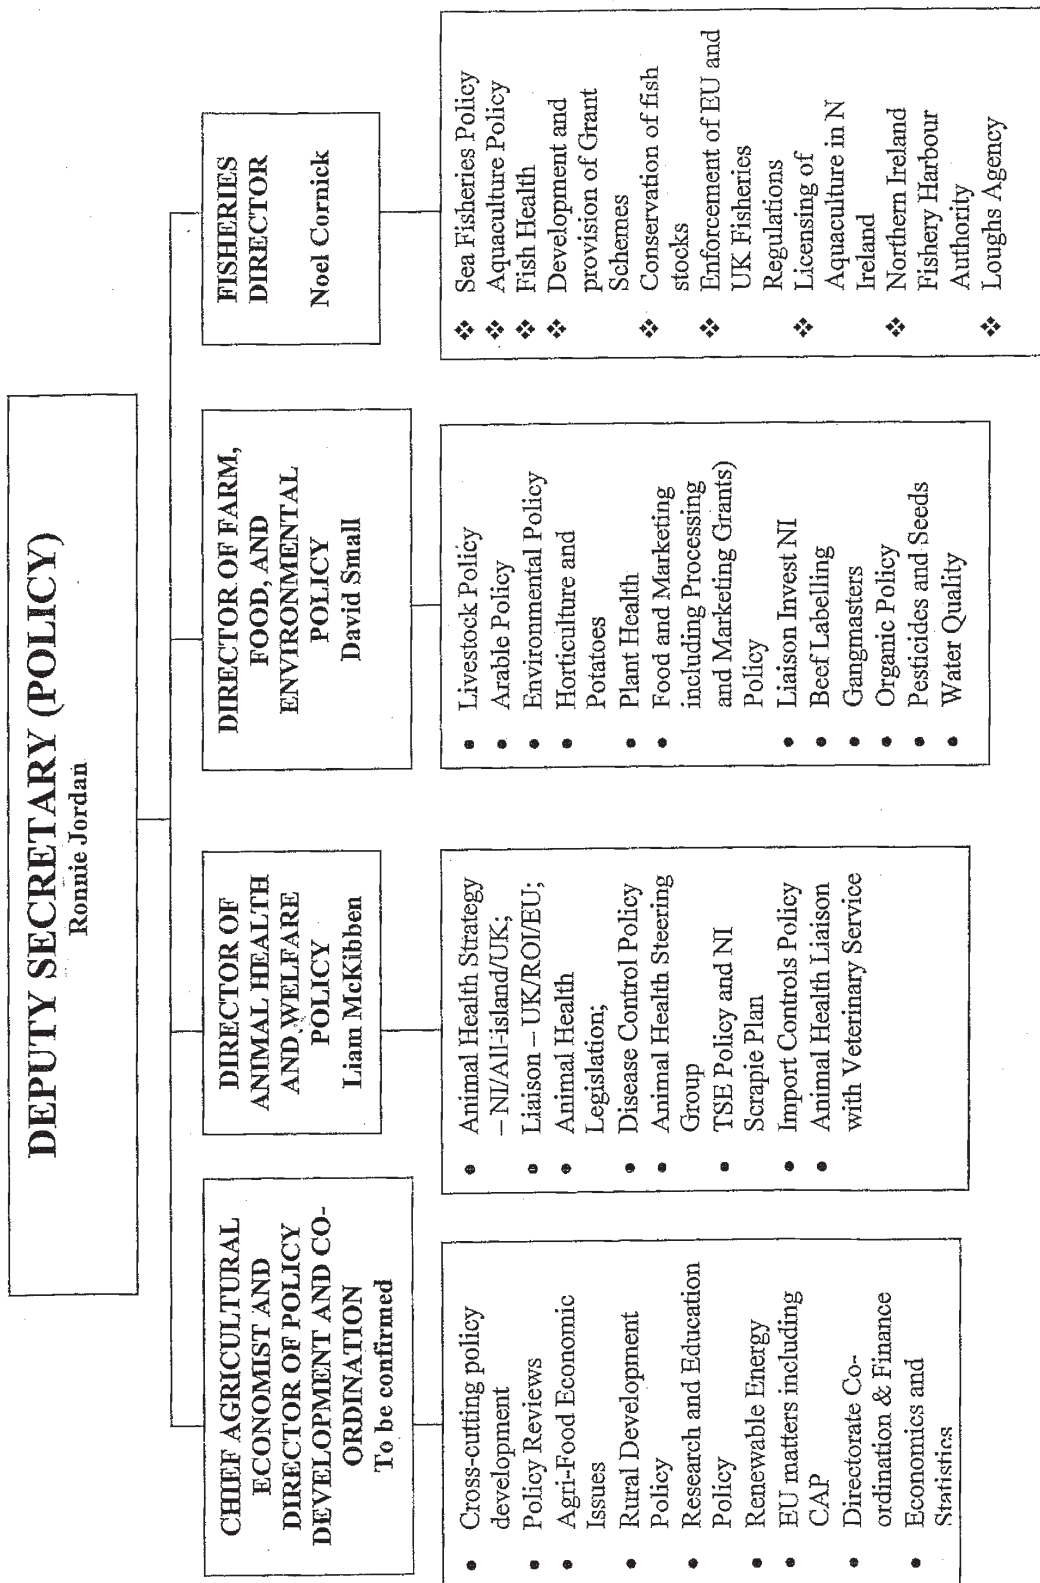 DEPUTY SECRETARY (POLICY)
Ronnie Jordan
CHIEF AGRICULTURAL
ECONOMIST AND
DIRECTOR OF POLICY
DEVELOPMENT AND CO-
ORDINATION
To be confirmed
• Cross-cutting policy
development
• Policy Reviews
• Agri-Food Economic
Issues
• Rural Development
Policy
• Research and Education
Policy
• Renewable Energy
• EU matters including
CAP
• Directorate Co-
ordination & Finance
• Economics and
Statistics
DIRECTOR OF
ANIMAL HEALTH
AND WELFARE
POLICY
Liam McKibben
• Animal Health Strategy
– NI/All-island/UK;
• Liaison – UK/ROI/EU;
• Animal Health
Legislation;
• Disease Control Policy
• Animal Health Steering
Group
• TSE Policy and NI
Scrapie Plan
• Import Controls Policy
• Animal Health Liaison
with Veterinary Service
DIRECTOR OF FARM,
FOOD, AND
ENVIRONMENTAL
POLICY
David Small
• Livestock Policy
• Arable Policy
• Environmental Policy
• Horticulture and
Potatoes
• Plant Health
• Food and Marketing
including Processing
and Marketing Grants)
Policy
• Liaison Invest NI
• Beef Labelling
• Gangmasters
• Organic Policy
• Pesticides and Seeds
• Water Quality
FISHERIES
DIRECTOR
Noel Cornick
❖ Sea Fisheries Policy
❖ Aquaculture Policy
❖ Fish Health
❖ Development and
provision of Grant
Schemes
❖ Conservation of fish
stocks
❖ Enforcement of EU and
UK Fisheries
Regulations
❖ Licensing of
Aquaculture in N
Ireland
❖ Northern Ireland
Fishery Harbour
Authority
❖ Loughs Agency